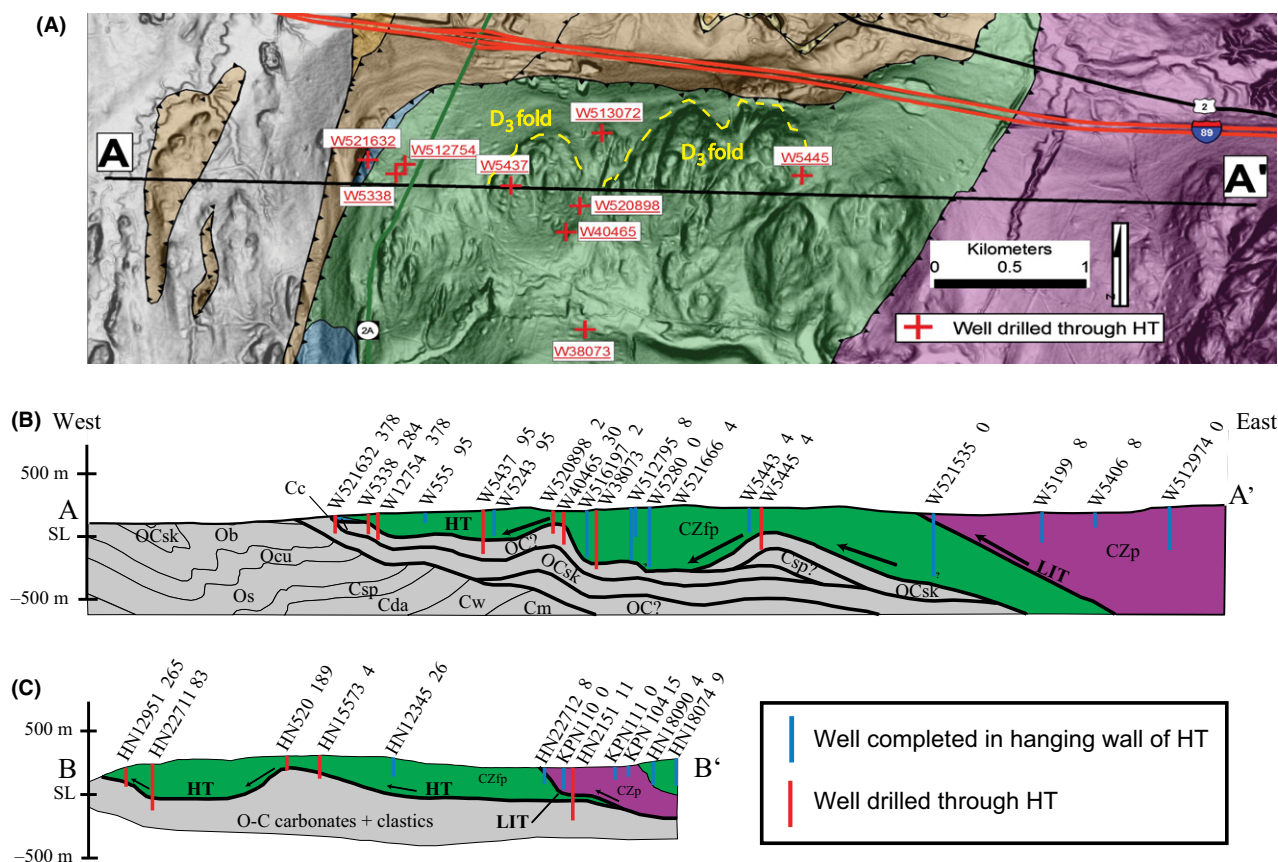 (A)
2
89
W513072
D3 fold
W521632
W512754
W5437
D3 fold
W5445
A
A'
W5338
W520898
W40465
Kilometers
0 0.5 1
N
2A
Well drilled through HT
W38073
(B) West
East
W521632 378
W5338 284
W12754 378
W555 95
W5437 95
W5243 95
W520898 2
W40465 30
W516197 2
W38073
W512795 8
W5280 0
W521666 4
W5443 4
W5445 4
W521535 0
W5199 8
W5406 8
W512974 0
500 m
Cc
A
A'
SL
OCsk
Ob
HT
OC?
CZfp
CZp
Ocu
OCsk
Csp?
LIT
Os
Csp
Cda
Cw
Cm
OC?
OCsk
–500 m
(C)
HN12951 265
HN22711 83
HN520 189
HN15573 4
HN12345 26
HN22712 8
KPN110 0
HN2151 11
KPN111 0
KPN 104 15
HN18090 4
HN18074 9
500 m
B
B‘
HT
HT
CZfp
CZp
SL
LIT
O-C carbonates + clastics
–500 m
Well completed in hanging wall of HT
Well drilled through HT